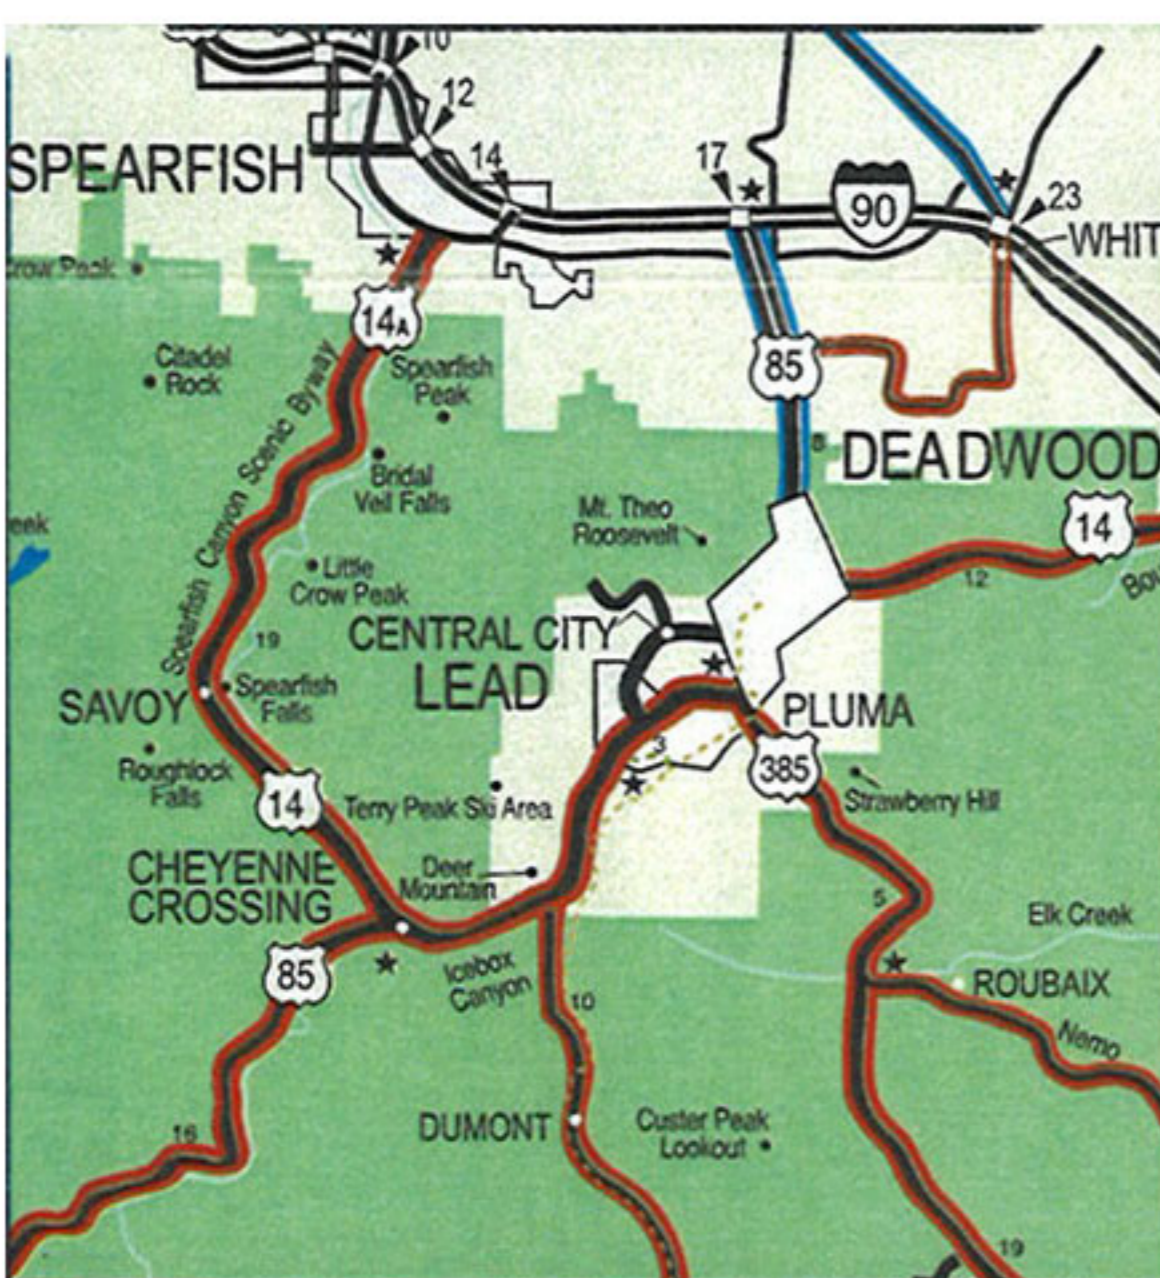 10
12
SPEARFISH
14
17
90
23
WHIT
Crow Peak
14A
Citadel
Rock
Spearfish
Peak
85
8
DEADWOOD
Spearfish Canyon Scenic Byway
Bridal
Veil Falls
Mt. Theo
Roosevelt
14
eek
Little
Crow Peak
12
CENTRAL CITY
19
LEAD
Spearfish
Falls
SAVOY
PLUMA
3
Roughlock
Falls
14
385
Terry Peak Ski Area
Strawberry Hill
CHEYENNE
CROSSING
Deer
Mountain
5
Elk Creek
85
Icebox
Canyon
10
ROUBAIX
Nemo
DUMONT
Custer Peak
Lookout
16
19